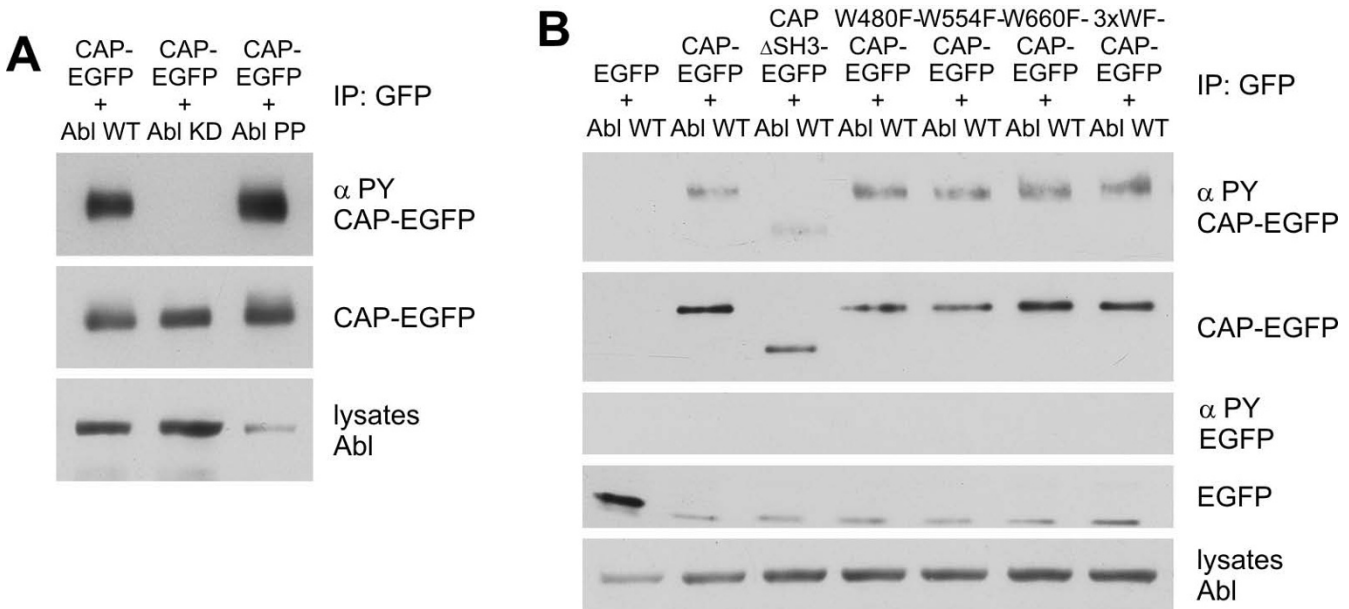 A
CAP- CAP- CAP-
EGFP EGFP EGFP
+ + +
Abl WT Abl KD Abl PP
IP: GFP
α PY
CAP-EGFP
CAP-EGFP
lysates
Abl
B
CAP W480F-W554F-W660F-3xWF-
CAP- ΔSH3- CAP- CAP- CAP- CAP-
EGFP EGFP EGFP EGFP EGFP EGFP EGFP
+ + + + + + +
Abl WT Abl WT Abl WT Abl WT Abl WT Abl WT Abl WT
IP: GFP
α PY
CAP-EGFP
CAP-EGFP
α PY
EGFP
EGFP
lysates
Abl